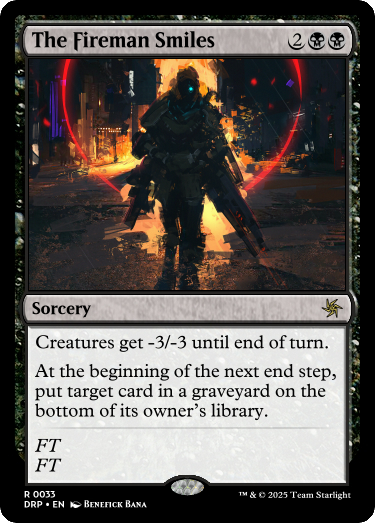 The Fireman Smiles 2
Sorcery
Creatures get -3/-3 until end of turn.
At the beginning of the next end step,
put target card in a graveyard on the
bottom of its owner's library.
FT
FT
R 0033
DRP • EN Benefick Bana
™ & © 2025 Team Starlight